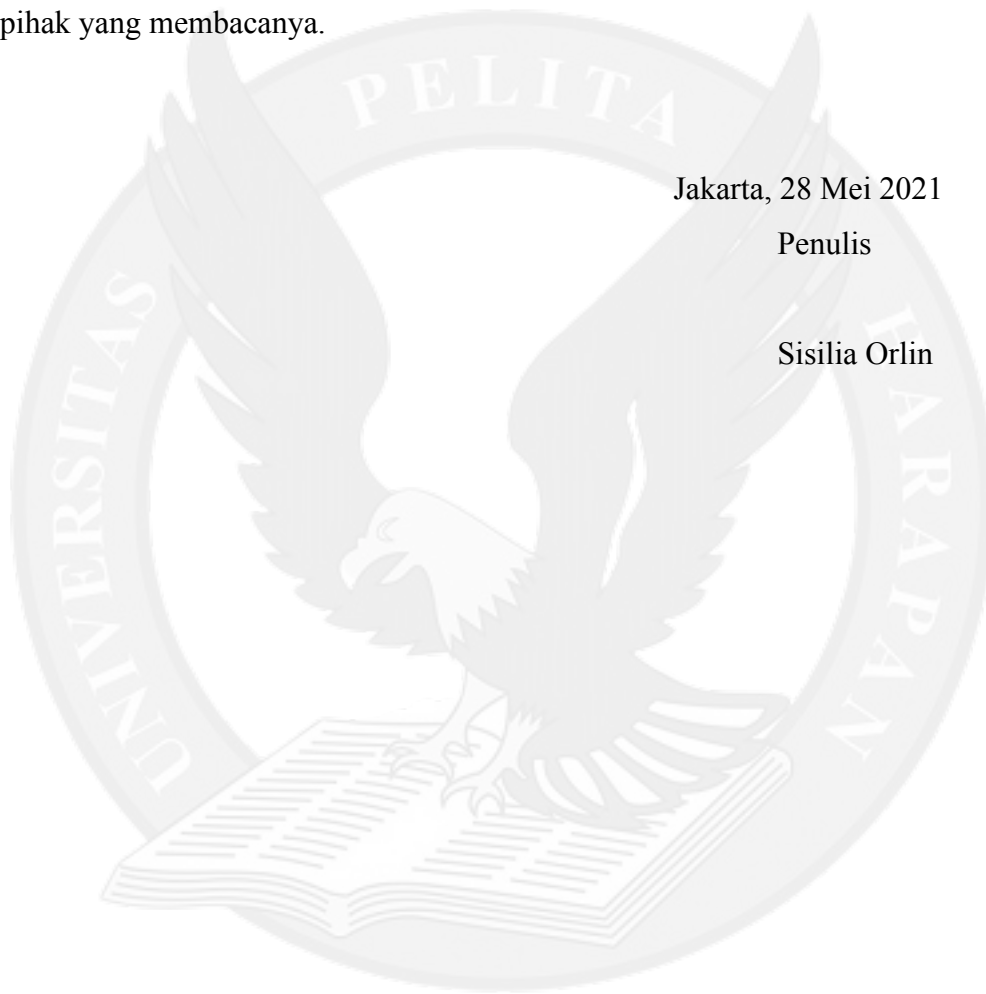 pihak yang membacanya.
PELITA
Jakarta, 28 Mei 2021
Penulis
Sisilia Orlin
UNIVERSITAS
HARAPAN